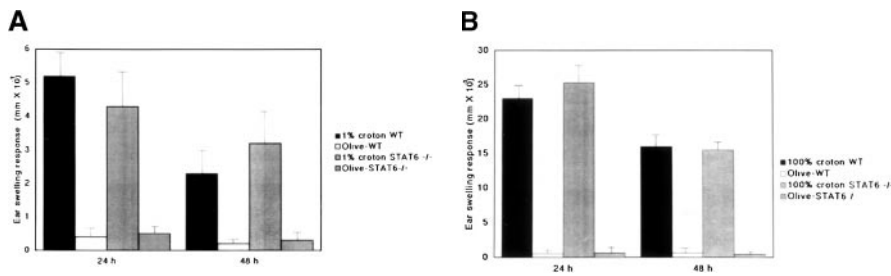 A
Ear swelling response (mm X 10²)
6
5
4
3
2
1
0
24 h
48 h
1% croton WT
Olive-WT
1% croton STAT6 -/-
Olive-STAT6-/-
B
Ear swelling response (mm X 10²)
30
25
20
15
10
5
0
24 h
48 h
100% croton WT
Olive-WT
100% croton STAT6 -/-
Olive-STAT6 /